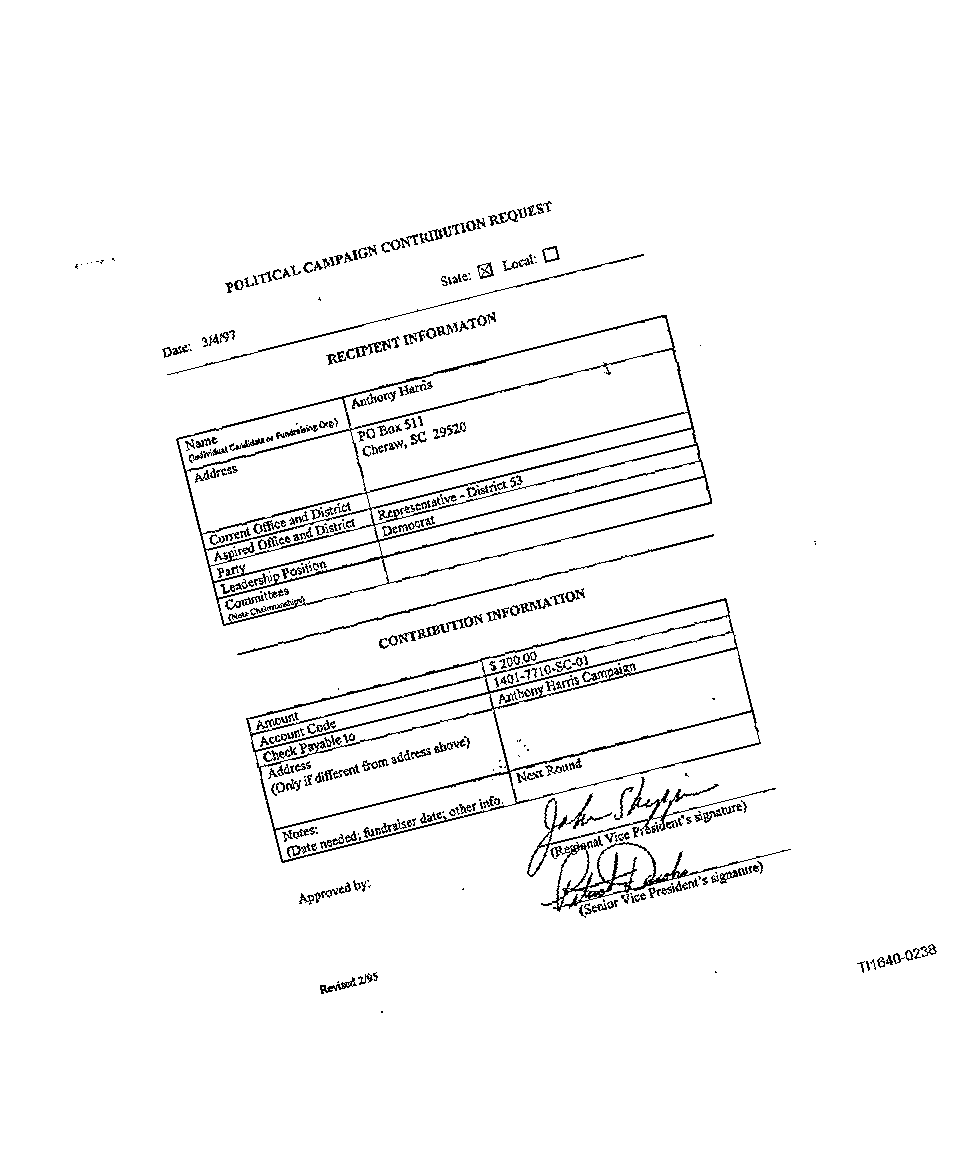 POLITICAL CAMPAIGN CONTRIBUTION REQUEST
State: ☒ Local: ☐
Date: 3/4/97
RECIPIENT INFORMATON
Name Anthony Harris
(Individual Candidate or Fundraising Org)
Address PO Box 511
Cheraw, SC 29520
Current Office and District
Aspired Office and District Representative - District 53
Party Democrat
Leadership Position
Committees
(Note Chairmanships)
CONTRIBUTION INFORMATION
Amount $ 200.00
Account Code 1401-7710-SC-01
Check Payable to Anthony Harris Campaign
Address
(Only if different from address above)
Notes: Next Round
(Date needed; fundraiser date; other info.
John
(Regional Vice President's signature)
Approved by:
(Senior Vice President's signature)
Revised 2/95
TI1640-0238